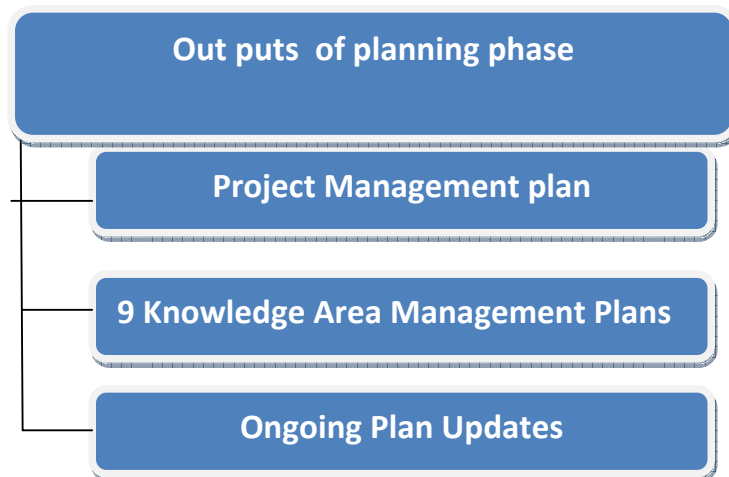 Out puts of planning phase
Project Management plan
9 Knowledge Area Management Plans
Ongoing Plan Updates